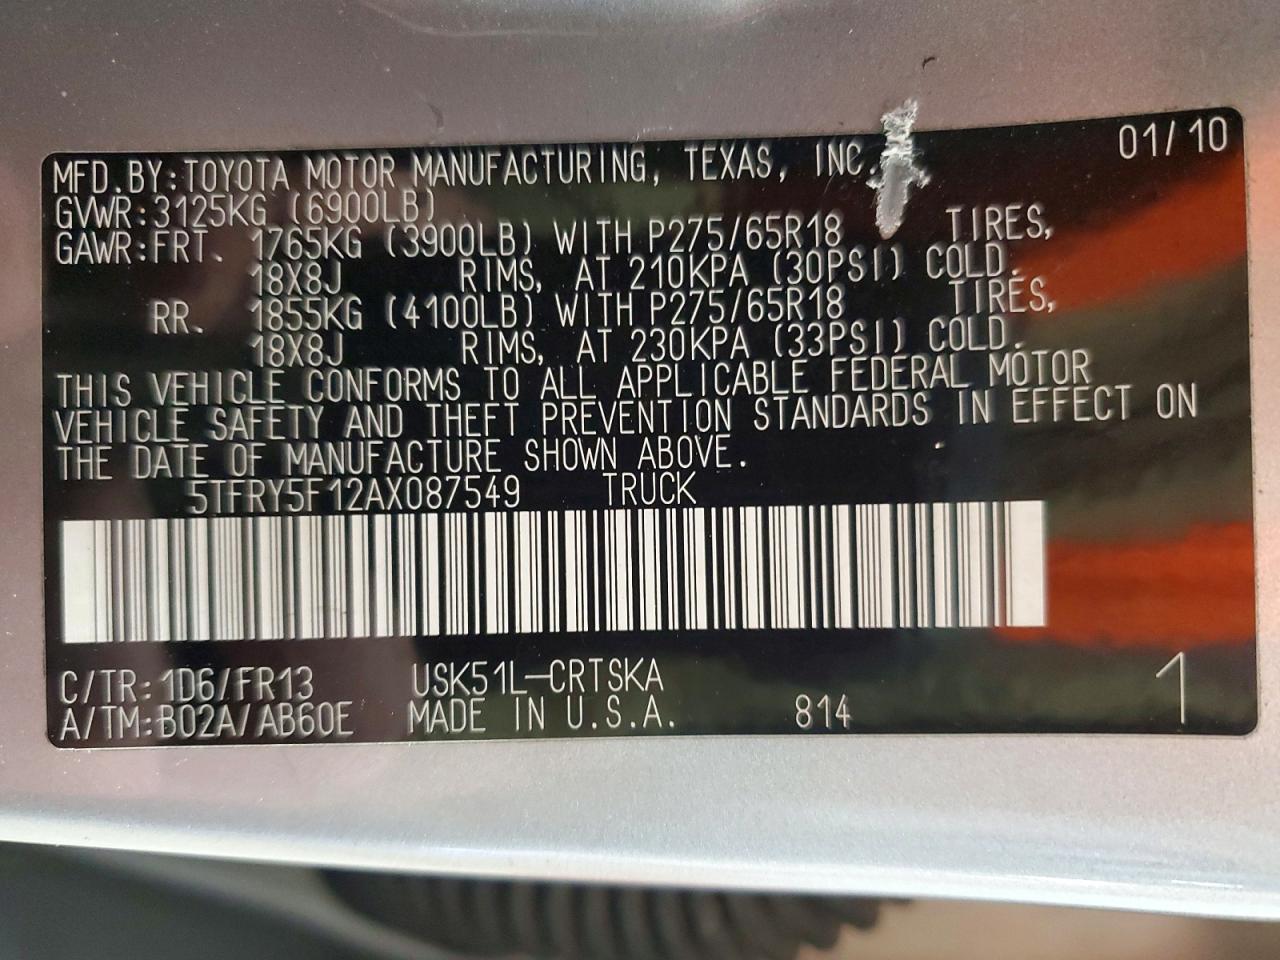 01/10
MFD.BY:TOYOTA MOTOR MANUFACTURING, TEXAS, INC.
GVWR:3125KG (6900LB)
GAWR:FRT. 1765KG (3900LB) WITH P275/65R18 TIRES,
18X8J RIMS, AT 210KPA (30PSI) COLD.
RR. 1855KG (4100LB) WITH P275/65R18 TIRES,
18X8J RIMS, AT 230KPA (33PSI) COLD.
THIS VEHICLE CONFORMS TO ALL APPLICABLE FEDERAL MOTOR
VEHICLE SAFETY AND THEFT PREVENTION STANDARDS IN EFFECT ON
THE DATE OF MANUFACTURE SHOWN ABOVE.
5TFRY5F12AX087549 TRUCK
C/TR:1D6/FR13 USK51L-CRTSKA
A/TM:B02A/AB60E MADE IN U.S.A. 814 1